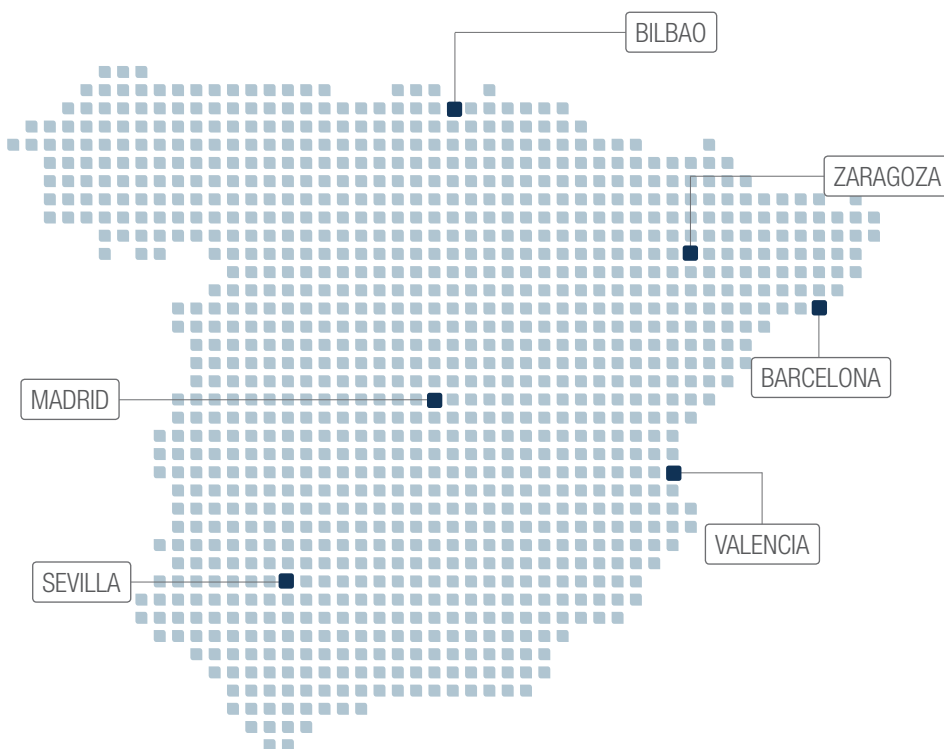 BILBAO
ZARAGOZA
BARCELONA
MADRID
VALENCIA
SEVILLA